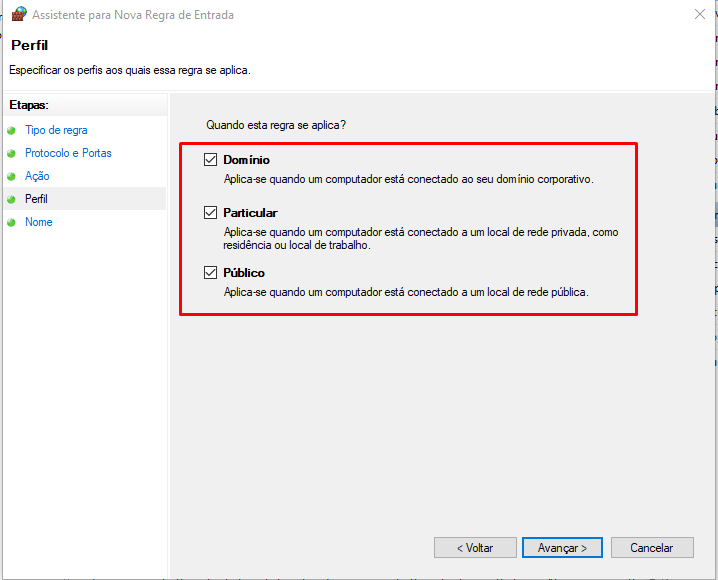 Assistente para Nova Regra de Entrada
Perfil
Especificar os perfis aos quais essa regra se aplica.
Etapas:
Tipo de regra
Protocolo e Portas
Ação
Perfil
Nome
Quando esta regra se aplica?
Domínio
Aplica-se quando um computador está conectado ao seu domínio corporativo.
Particular
Aplica-se quando um computador está conectado a um local de rede privada, como
residência ou local de trabalho.
Público
Aplica-se quando um computador está conectado a um local de rede pública.
< Voltar
Avançar >
Cancelar